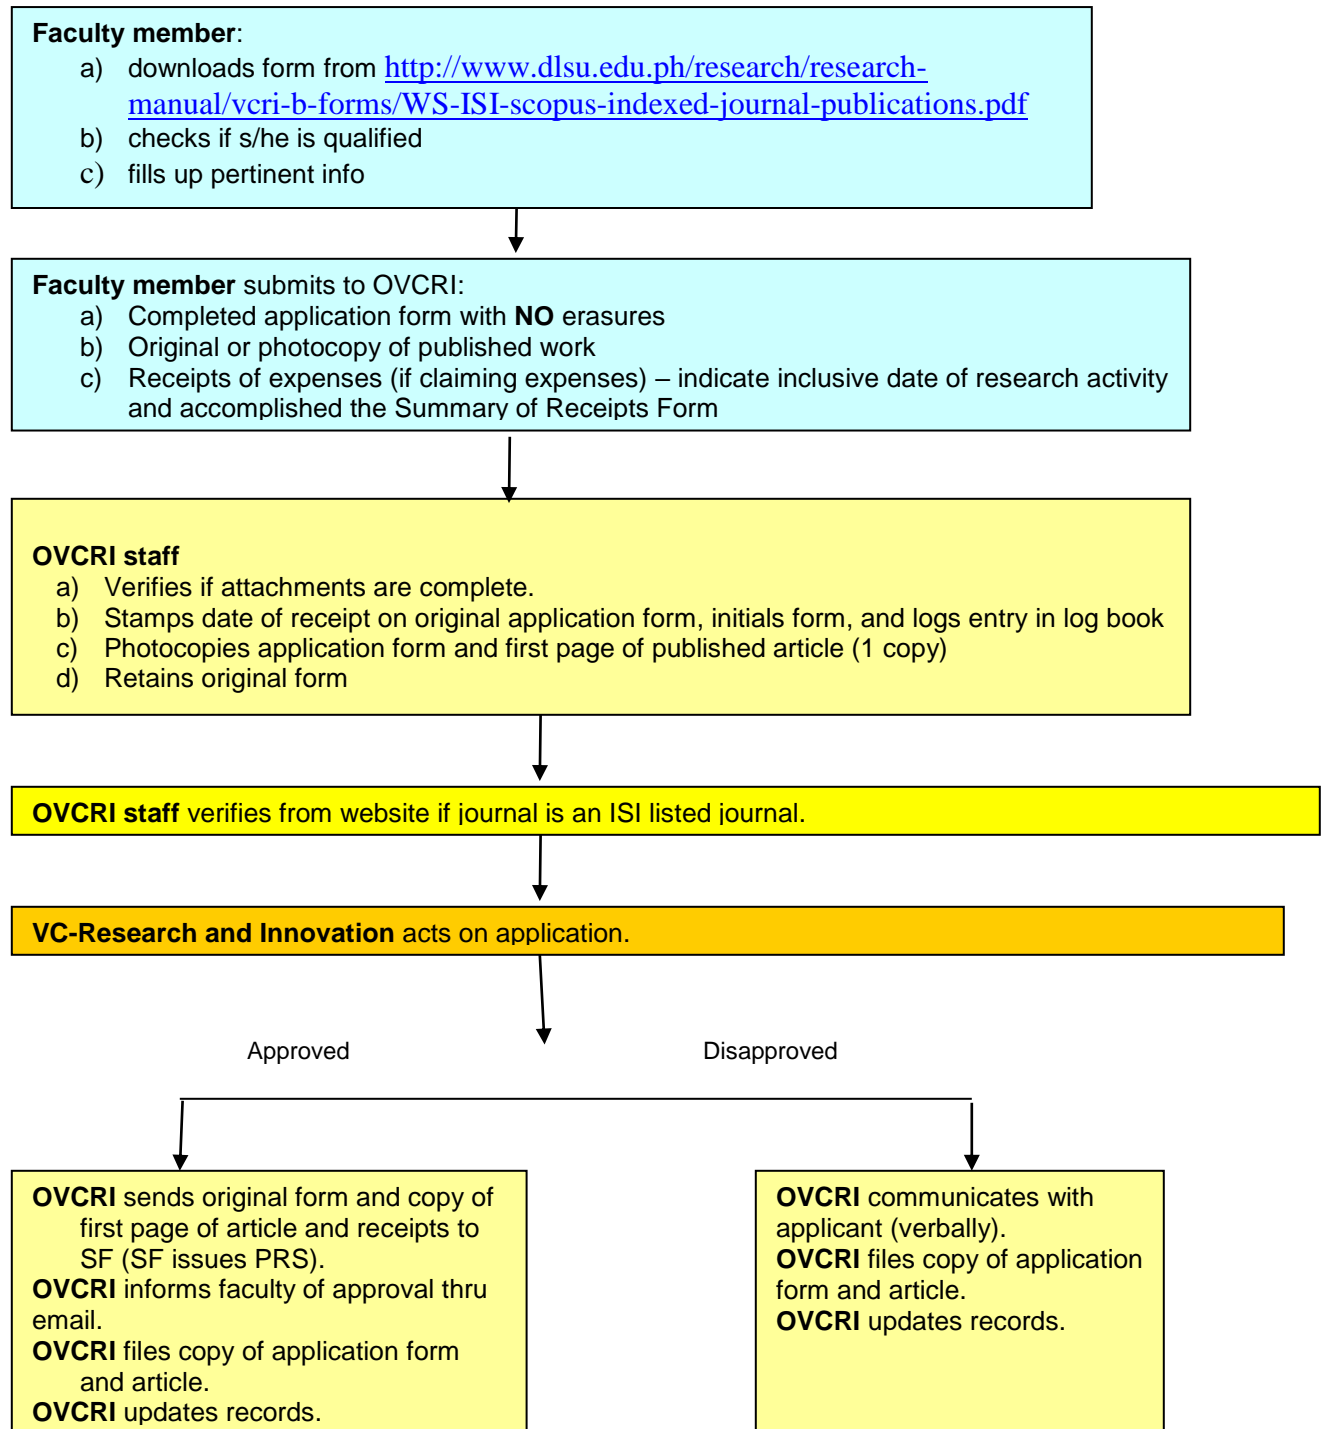 Faculty member:
a) downloads form from http://www.dlsu.edu.ph/research/research-
manual/vcri-b-forms/WS-ISI-scopus-indexed-journal-publications.pdf
b) checks if s/he is qualified
c) fills up pertinent info
Faculty member submits to OVCRI:
a) Completed application form with NO erasures
b) Original or photocopy of published work
c) Receipts of expenses (if claiming expenses) – indicate inclusive date of research activity
and accomplished the Summary of Receipts Form
OVCRI staff
a) Verifies if attachments are complete.
b) Stamps date of receipt on original application form, initials form, and logs entry in log book
c) Photocopies application form and first page of published article (1 copy)
d) Retains original form
OVCRI staff verifies from website if journal is an ISI listed journal.
VC-Research and Innovation acts on application.
Approved
Disapproved
OVCRI sends original form and copy of
first page of article and receipts to
SF (SF issues PRS).
OVCRI informs faculty of approval thru
email.
OVCRI files copy of application form
and article.
OVCRI updates records.
OVCRI communicates with
applicant (verbally).
OVCRI files copy of application
form and article.
OVCRI updates records.